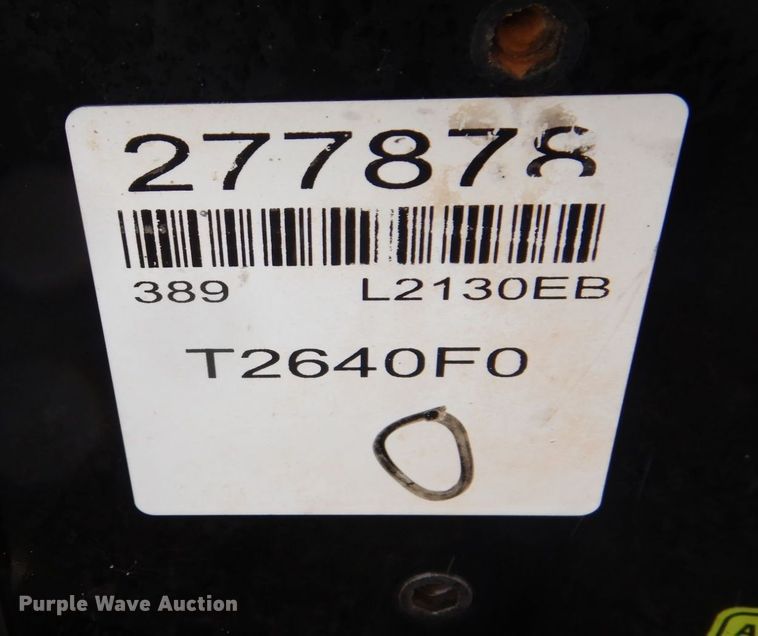 277878
389 L2130EB
T2640F0
Purple Wave Auction